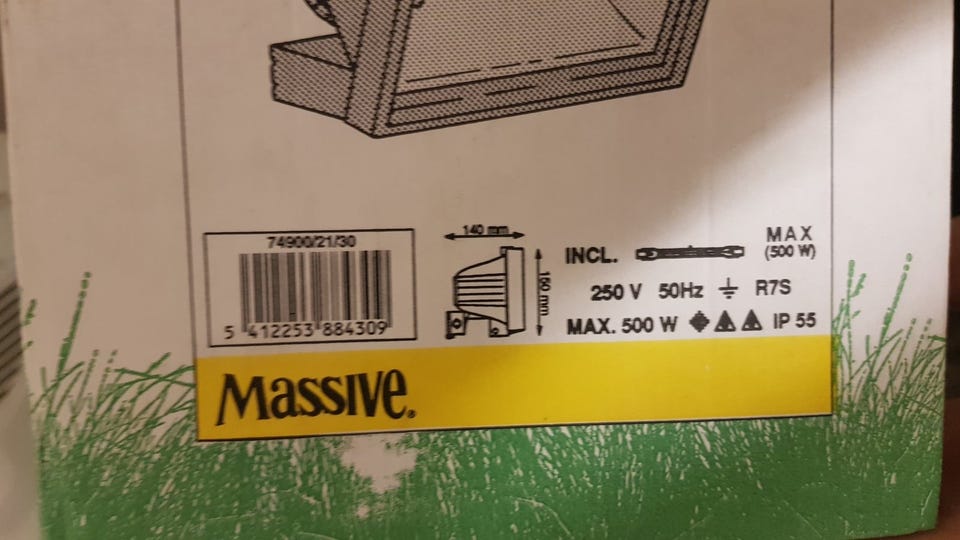 74900/21/30
5 412253 884309
140 mm
150 mm
INCL. MAX
(500 W)
250 V 50Hz R7S
MAX. 500 W IP 55
Massive.